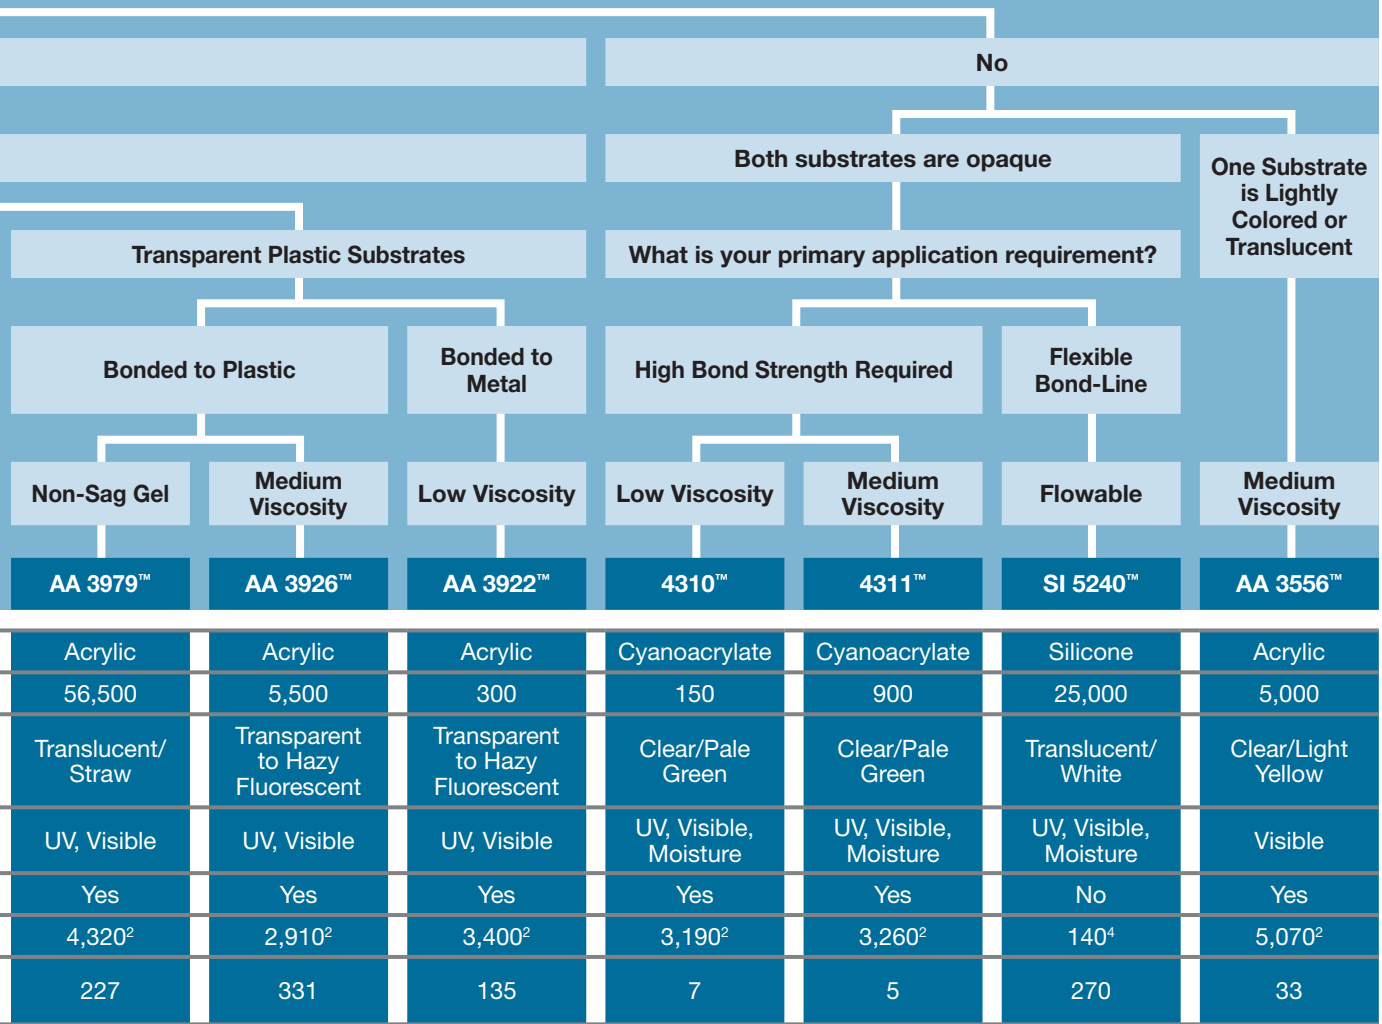 No
Both substrates are opaque
One Substrate
is Lightly
Colored or
Translucent
Transparent Plastic Substrates
What is your primary application requirement?
Bonded to Plastic
Bonded to
Metal
High Bond Strength Required
Flexible
Bond-Line
Non-Sag Gel
Medium
Viscosity
Low Viscosity
Low Viscosity
Medium
Viscosity
Flowable
Medium
Viscosity
AA 3979™ AA 3926™ AA 3922™ 4310™ 4311™ SI 5240™ AA 3556™
Acrylic Acrylic Acrylic Cyanoacrylate Cyanoacrylate Silicone Acrylic
56,500 5,500 300 150 900 25,000 5,000
Translucent/
Straw
Transparent
to Hazy
Fluorescent
Transparent
to Hazy
Fluorescent
Clear/Pale
Green
Clear/Pale
Green
Translucent/
White
Clear/Light
Yellow
UV, Visible
UV, Visible
UV, Visible
UV, Visible,
Moisture
UV, Visible,
Moisture
UV, Visible,
Moisture
Visible
Yes Yes Yes Yes Yes No Yes
4,320² 2,910² 3,400² 3,190² 3,260² 140⁴ 5,070²
227 331 135 7 5 270 33